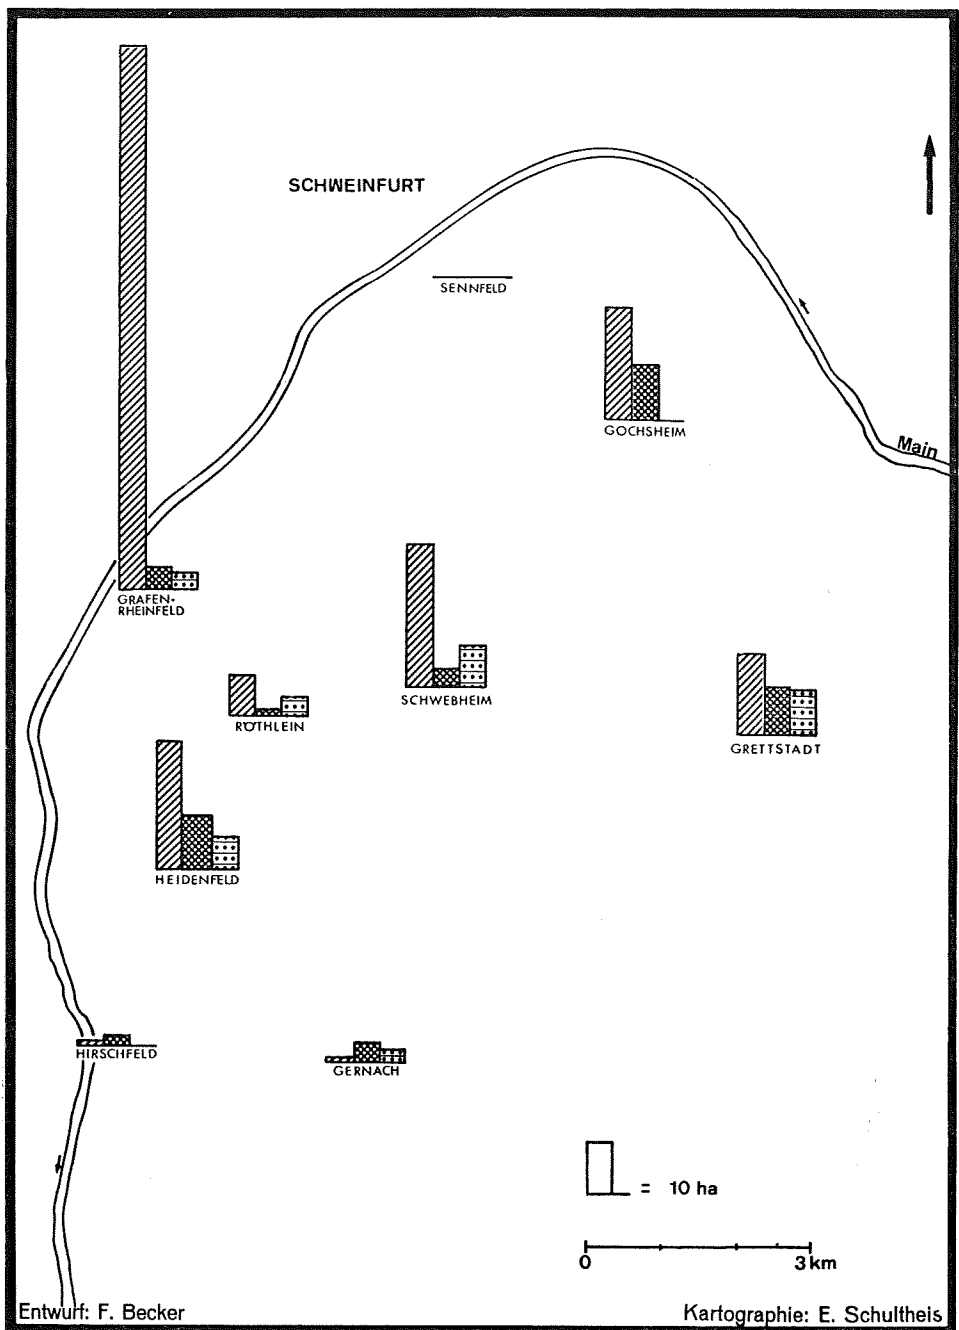 SCHWEINFURT
SENNFELD
GOCHSHEIM
Main
GRAFEN-
RHEINFELD
SCHWEBHEIM
RÖTHLEIN
GRETTSTADT
HEIDENFELD
HIRSCHFELD
GERNACH
= 10 ha
0 3 km
Entwurf: F. Becker
Kartographie: E. Schultheis